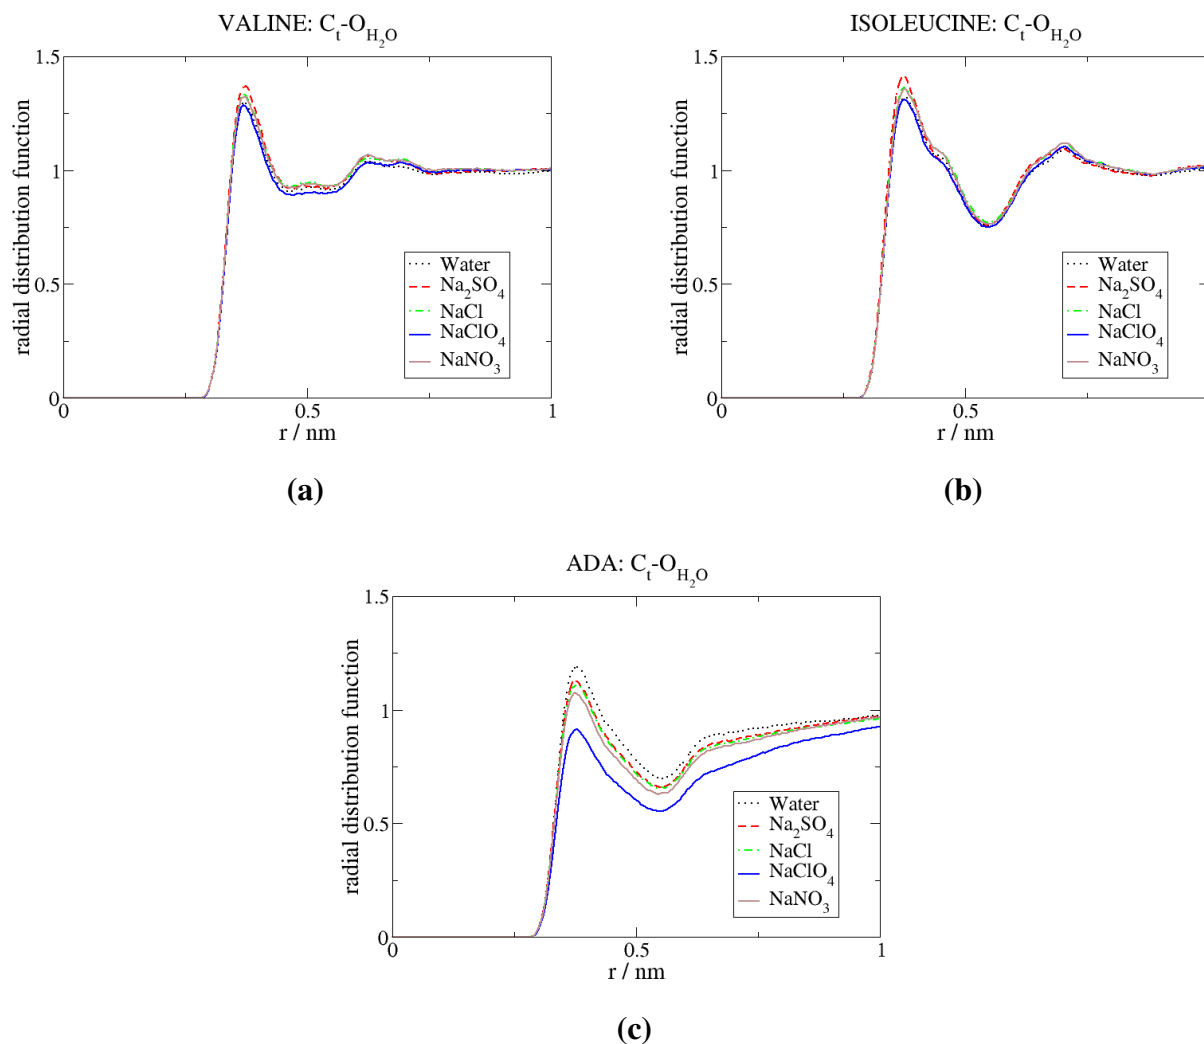 VALINE: Cₜ-O_H₂O
1.5
1
0.5
0
radial distribution function
Water
Na₂SO₄
NaCl
NaClO₄
NaNO₃
0
0.5
1
r / nm
(a)
ISOLEUCINE: Cₜ-O_H₂O
1.5
1
0.5
0
radial distribution function
Water
Na₂SO₄
NaCl
NaClO₄
NaNO₃
0
0.5
r / nm
(b)
ADA: Cₜ-O_H₂O
1.5
1
0.5
0
radial distribution function
Water
Na₂SO₄
NaCl
NaClO₄
NaNO₃
0
0.5
1
r / nm
(c)